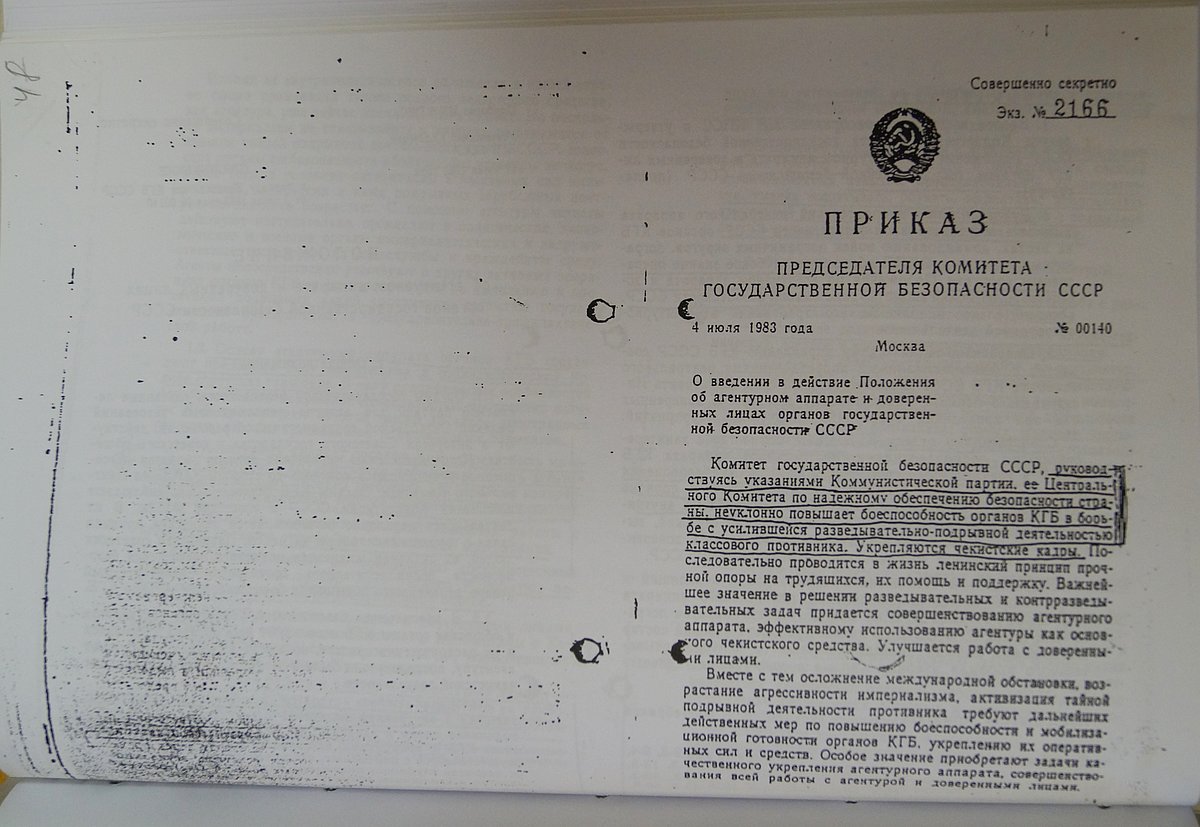 48
Совершенно секретно
Экз. № 2166
ПРИКАЗ
ПРЕДСЕДАТЕЛЯ КОМИТЕТА
ГОСУДАРСТВЕННОЙ БЕЗОПАСНОСТИ СССР
4 июля 1983 года № 00140
Москва
О введении в действие Положения
об агентурном аппарате и доверен-
ных лицах органов государствен-
ной безопасности СССР
Комитет государственной безопасности СССР, руковод-
ствуясь указаниями Коммунистической партии, ее Централь-
ного Комитета по надежному обеспечению безопасности стра-
ны, неуклонно повышает боеспособность органов КГБ в борь-
бе с усилившейся разведывательно-подрывной деятельностью
классового противника. Укрепляются чекистские кадры. По-
следовательно проводится в жизнь ленинский принцип проч-
ной опоры на трудящихся, их помощь и поддержку. Важней-
шее значение в решении разведывательных и контрразведы-
вательных задач придается совершенствованию агентурного
аппарата, эффективному использованию агентуры как основ-
ного чекистского средства. Улучшается работа с доверенны-
ми лицами.
Вместе с тем осложнение международной обстановки, воз-
растание агрессивности империализма, активизация тайной
подрывной деятельности противника требуют дальнейших
действенных мер по повышению боеспособности и мобилиза-
ционной готовности органов КГБ, укреплению их оператив-
ных сил и средств. Особое значение приобретают задачи ка-
чественного укрепления агентурного аппарата, совершенство-
вания всей работы с агентурой и доверенными лицами.